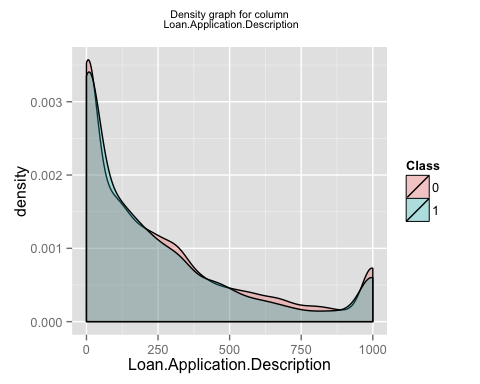 Density graph for column
Loan.Application.Description
density
0.003
0.002
0.001
0.000
0 250 500 750 1000
Loan.Application.Description
Class
0
1